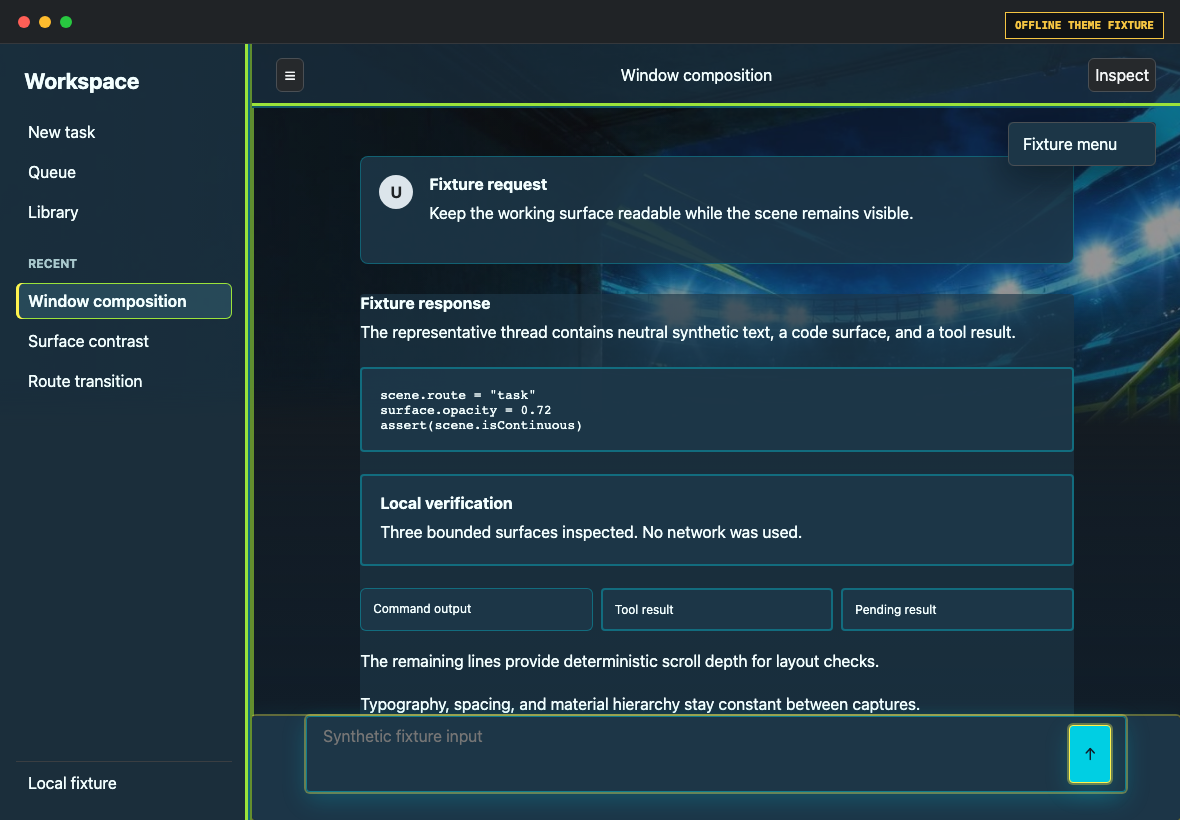 OFFLINE THEME FIXTURE
Workspace
New task
Queue
Library
RECENT
Window composition
Surface contrast
Route transition
Local fixture
Window composition
Inspect
Fixture menu
U
Fixture request
Keep the working surface readable while the scene remains visible.
Fixture response
The representative thread contains neutral synthetic text, a code surface, and a tool result.
scene.route = "task"
surface.opacity = 0.72
assert(scene.isContinuous)
Local verification
Three bounded surfaces inspected. No network was used.
Command output
Tool result
Pending result
The remaining lines provide deterministic scroll depth for layout checks.
Typography, spacing, and material hierarchy stay constant between captures.
Synthetic fixture input